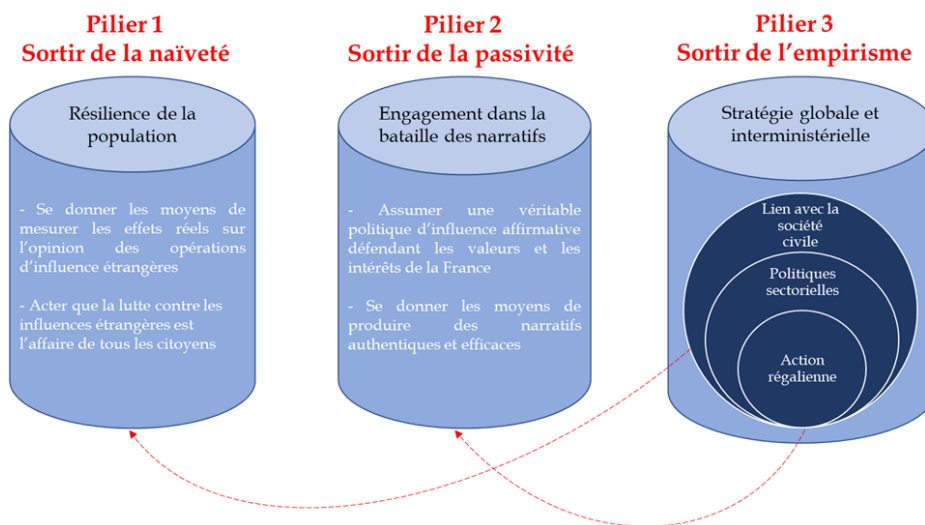 Pilier 1
Sortir de la naïveté
Résilience de la
population
- Se donner les moyens de
mesurer les effets réels sur
l’opinion des opérations
d’influence étrangères
- Acter que la lutte contre les
influences étrangères est
l’affaire de tous les citoyens
Pilier 2
Sortir de la passivité
Engagement dans la
bataille des narratifs
- Assumer une véritable
politique d’influence affirmative
défendant les valeurs et les
intérêts de la France
- Se donner les moyens de
produire des narratifs
authentiques et efficaces
Pilier 3
Sortir de l’empirisme
Stratégie globale et
interministérielle
Lien avec la
société
civile
Politiques
sectorielles
Action
régalienne